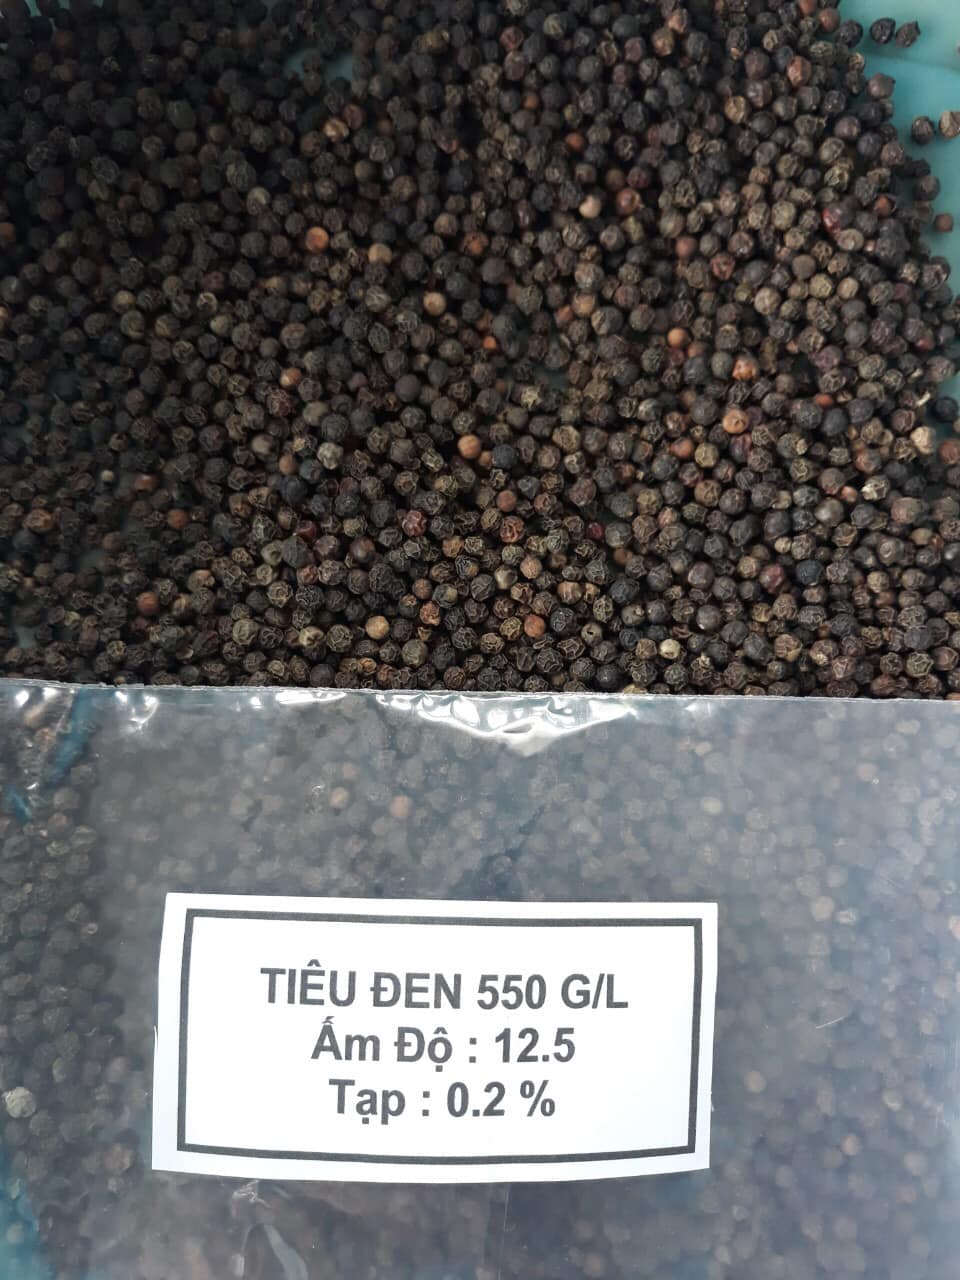 TIÊU ĐEN 550 G/L
Ẩm Độ : 12.5
Tạp : 0.2 %